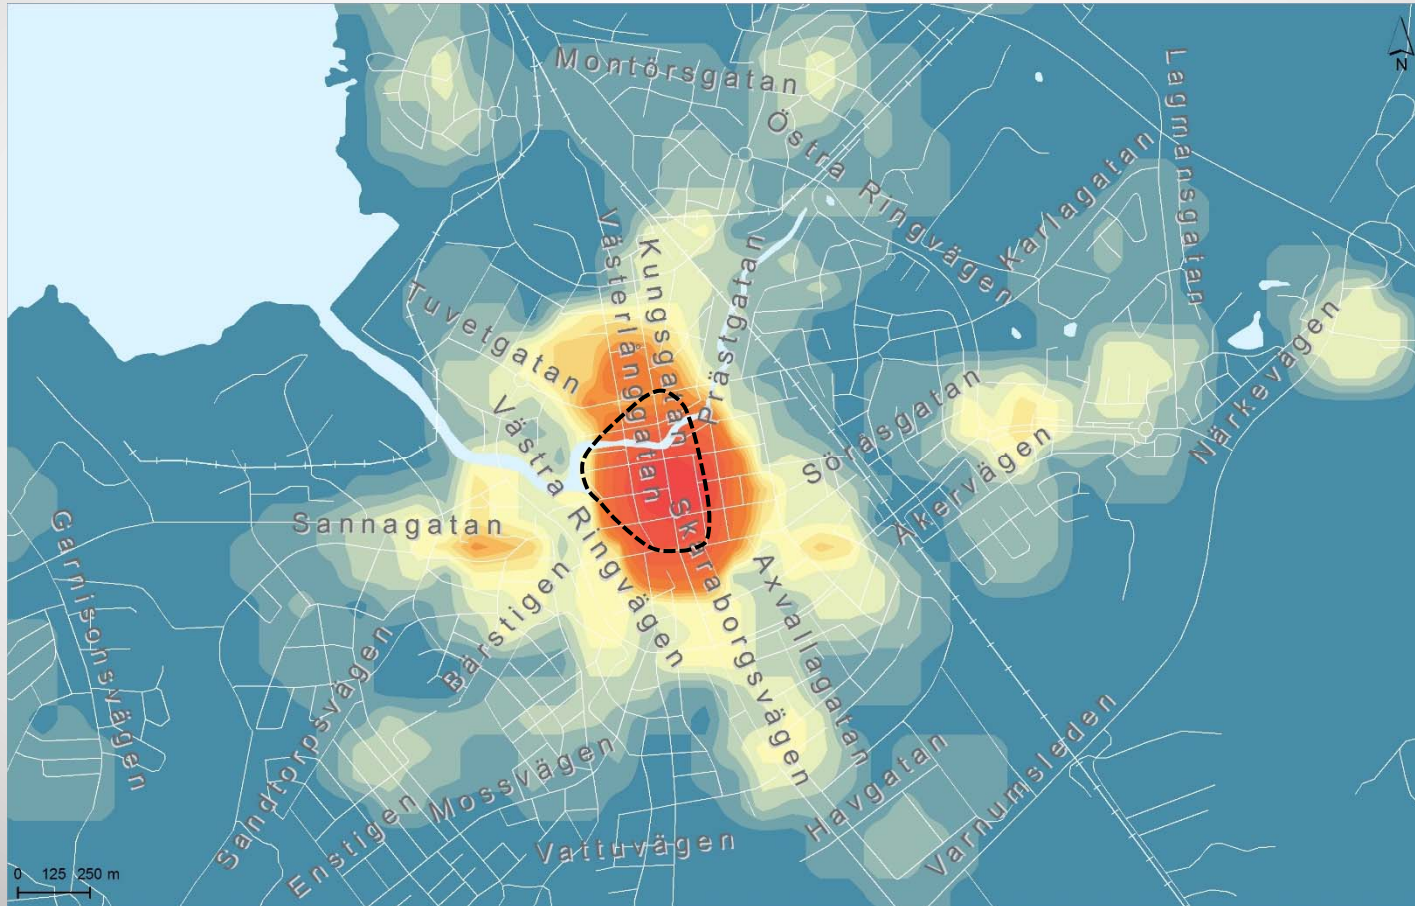 N
Montörsgatan
Lagmansgatan
Östra Ringvägen
Karlagatan
Västerlånggatan
Kungsgatan
Prästgatan
Tuvetgatan
Närkevägen
Söräsgatan
Västra Ringvägen
Åkervägen
Sannagatan
Skaraborgsvägen
Garnisonsvägen
Axvallagatan
Bärstigen
Sandtorpsvägen
Mossvägen
Havgatan
Varnumsleden
Enstigen
Vattuvägen
0 125 250 m